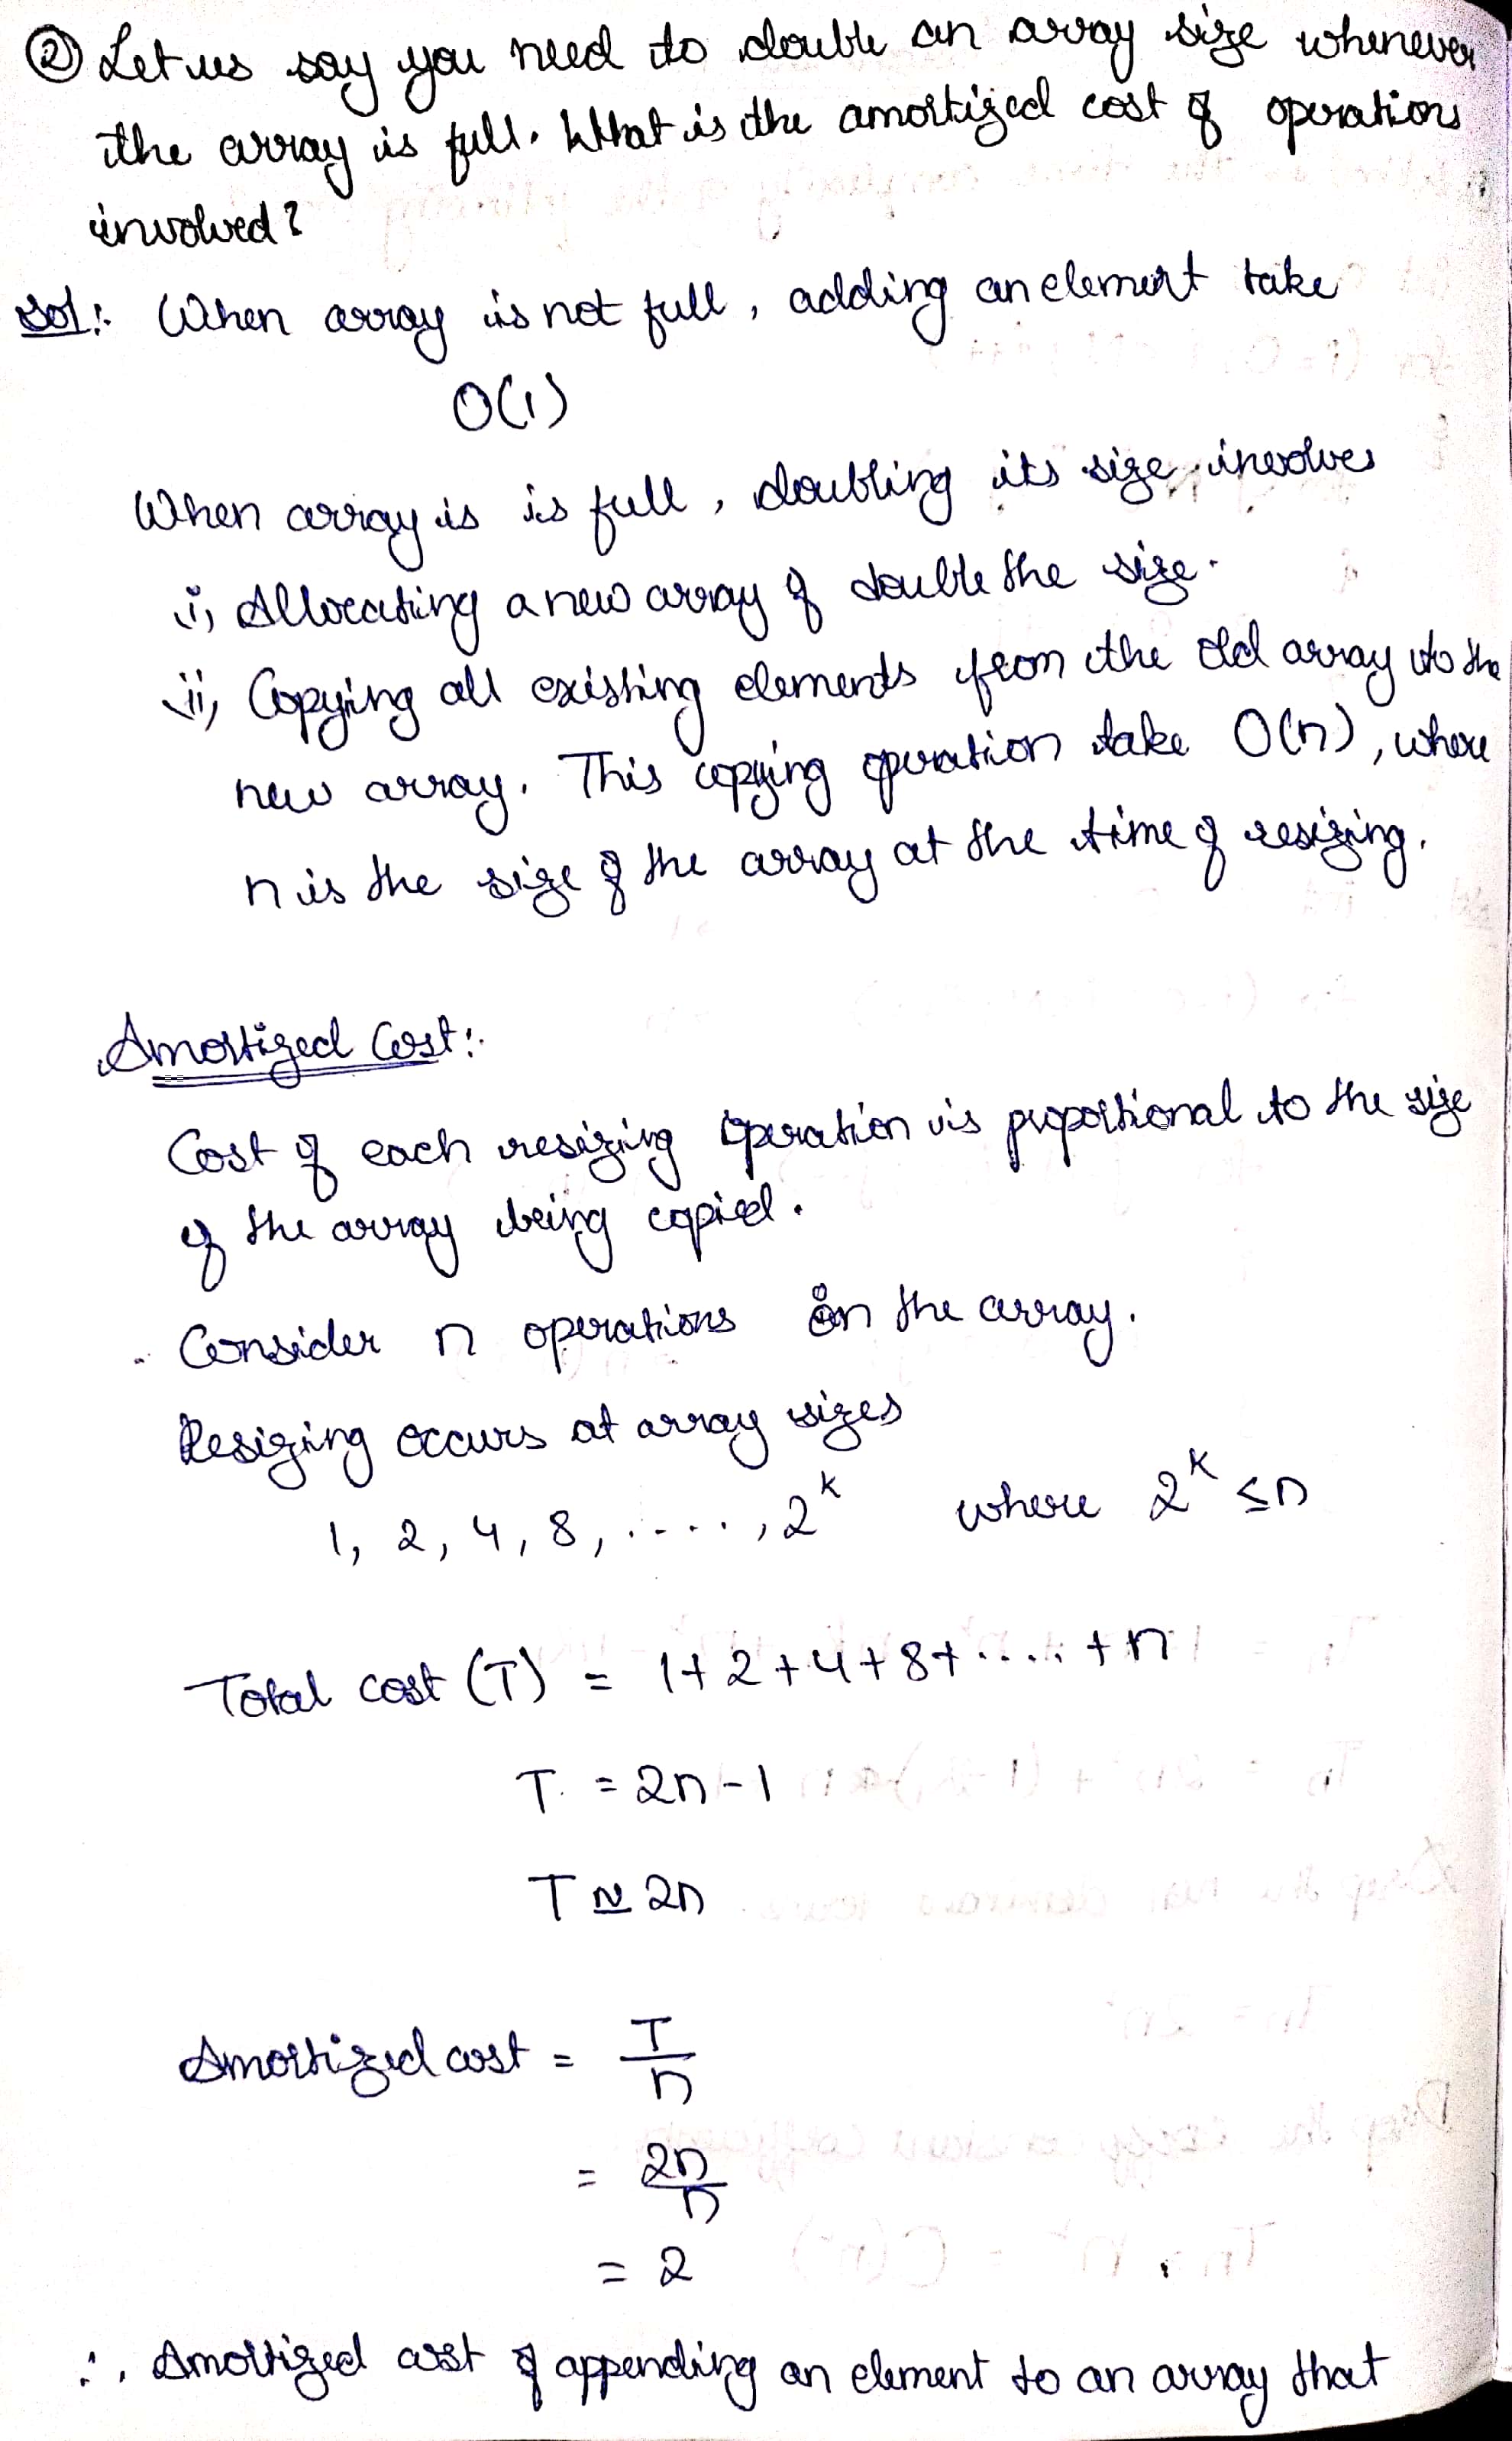 ② Let us say you need to double an array size whenever
the array is full. What is the amortized cost of operations
involved?
Sol: When array is not full, adding an element take
O(1)
When array is is full, doubling its size involves
i, Allocating a new array of double the size.
ii, Copying all existing elements from the old array to the
new array. This copying operation take O(n), where
n is the size of the array at the time of resizing.
Amortized Cost:
Cost of each resizing operation is proportional to the size
of the array being copied.
Consider n operations on the array.
Resizing occurs at array sizes
1, 2, 4, 8, ....., 2^k where 2^k ≤ n
Total cost (T) = 1+2+4+8+.....+n
T = 2n-1
T ≃ 2n
Amortized cost = T/n
= 2n/n
= 2
∴, Amortized cost of appending an element to an array that